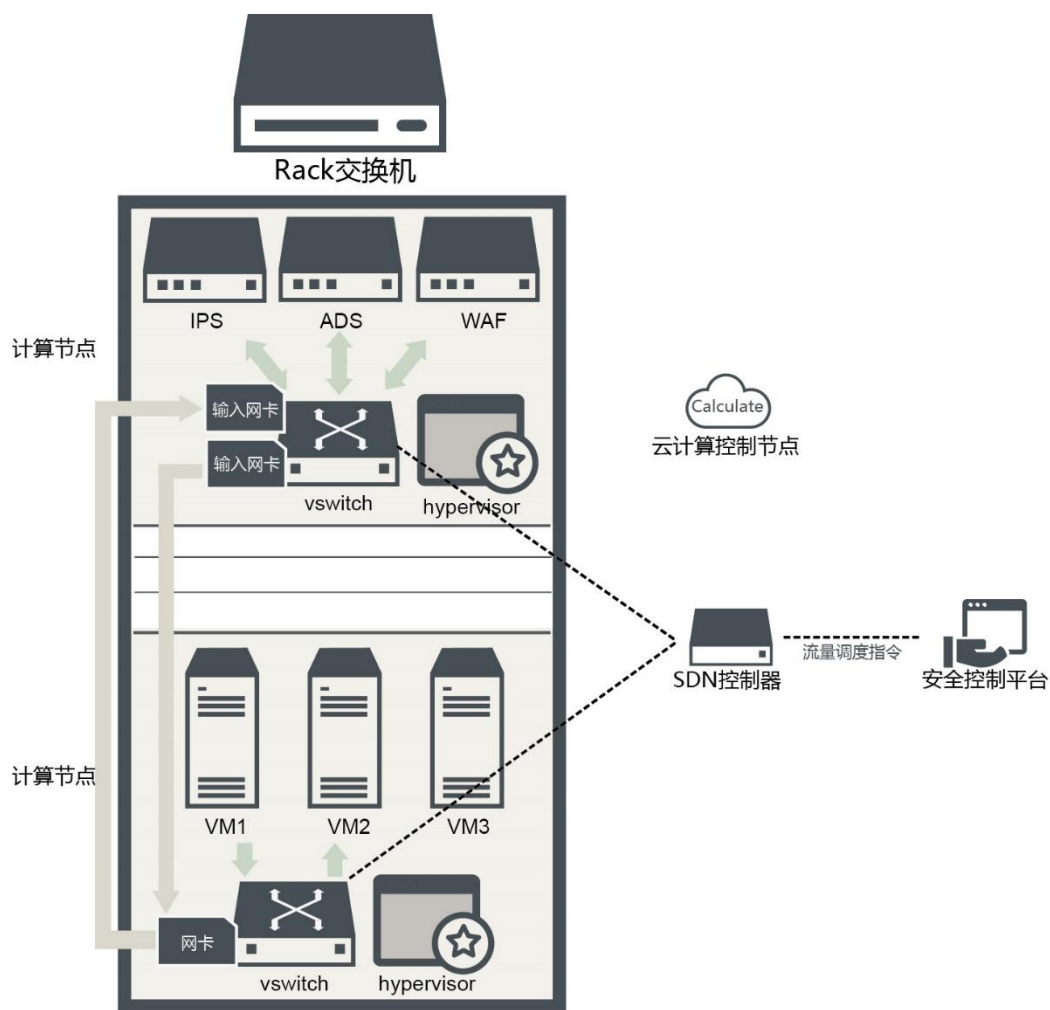 Rack交换机
IPS
ADS
WAF
计算节点
输入网卡
输入网卡
vswitch
hypervisor
Calculate
云计算控制节点
SDN控制器
流量调度指令
安全控制平台
计算节点
VM1
VM2
VM3
网卡
vswitch
hypervisor